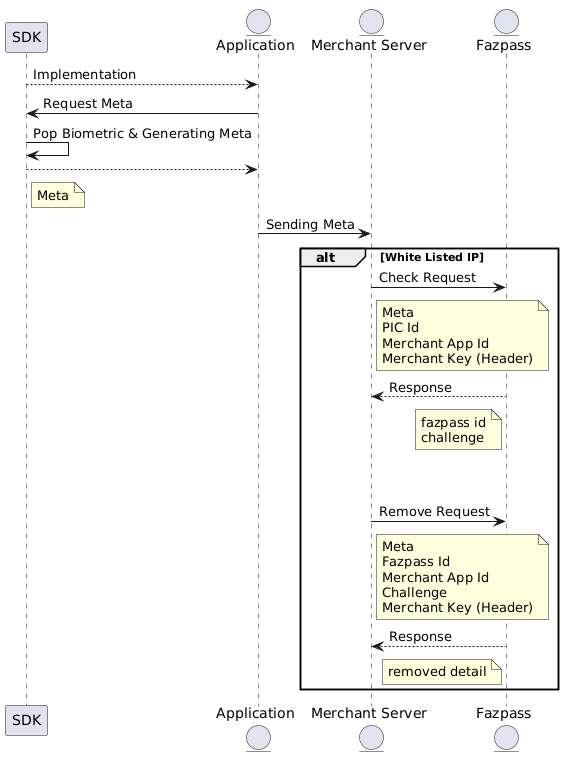 SDK
Application
Merchant Server
Fazpass
Implementation
Request Meta
Pop Biometric & Generating Meta
Meta
Sending Meta
alt
[White Listed IP]
Check Request
Meta
PIC Id
Merchant App Id
Merchant Key (Header)
Response
fazpass id
challenge
Remove Request
Meta
Fazpass Id
Merchant App Id
Challenge
Merchant Key (Header)
Response
removed detail
SDK
Application
Merchant Server
Fazpass